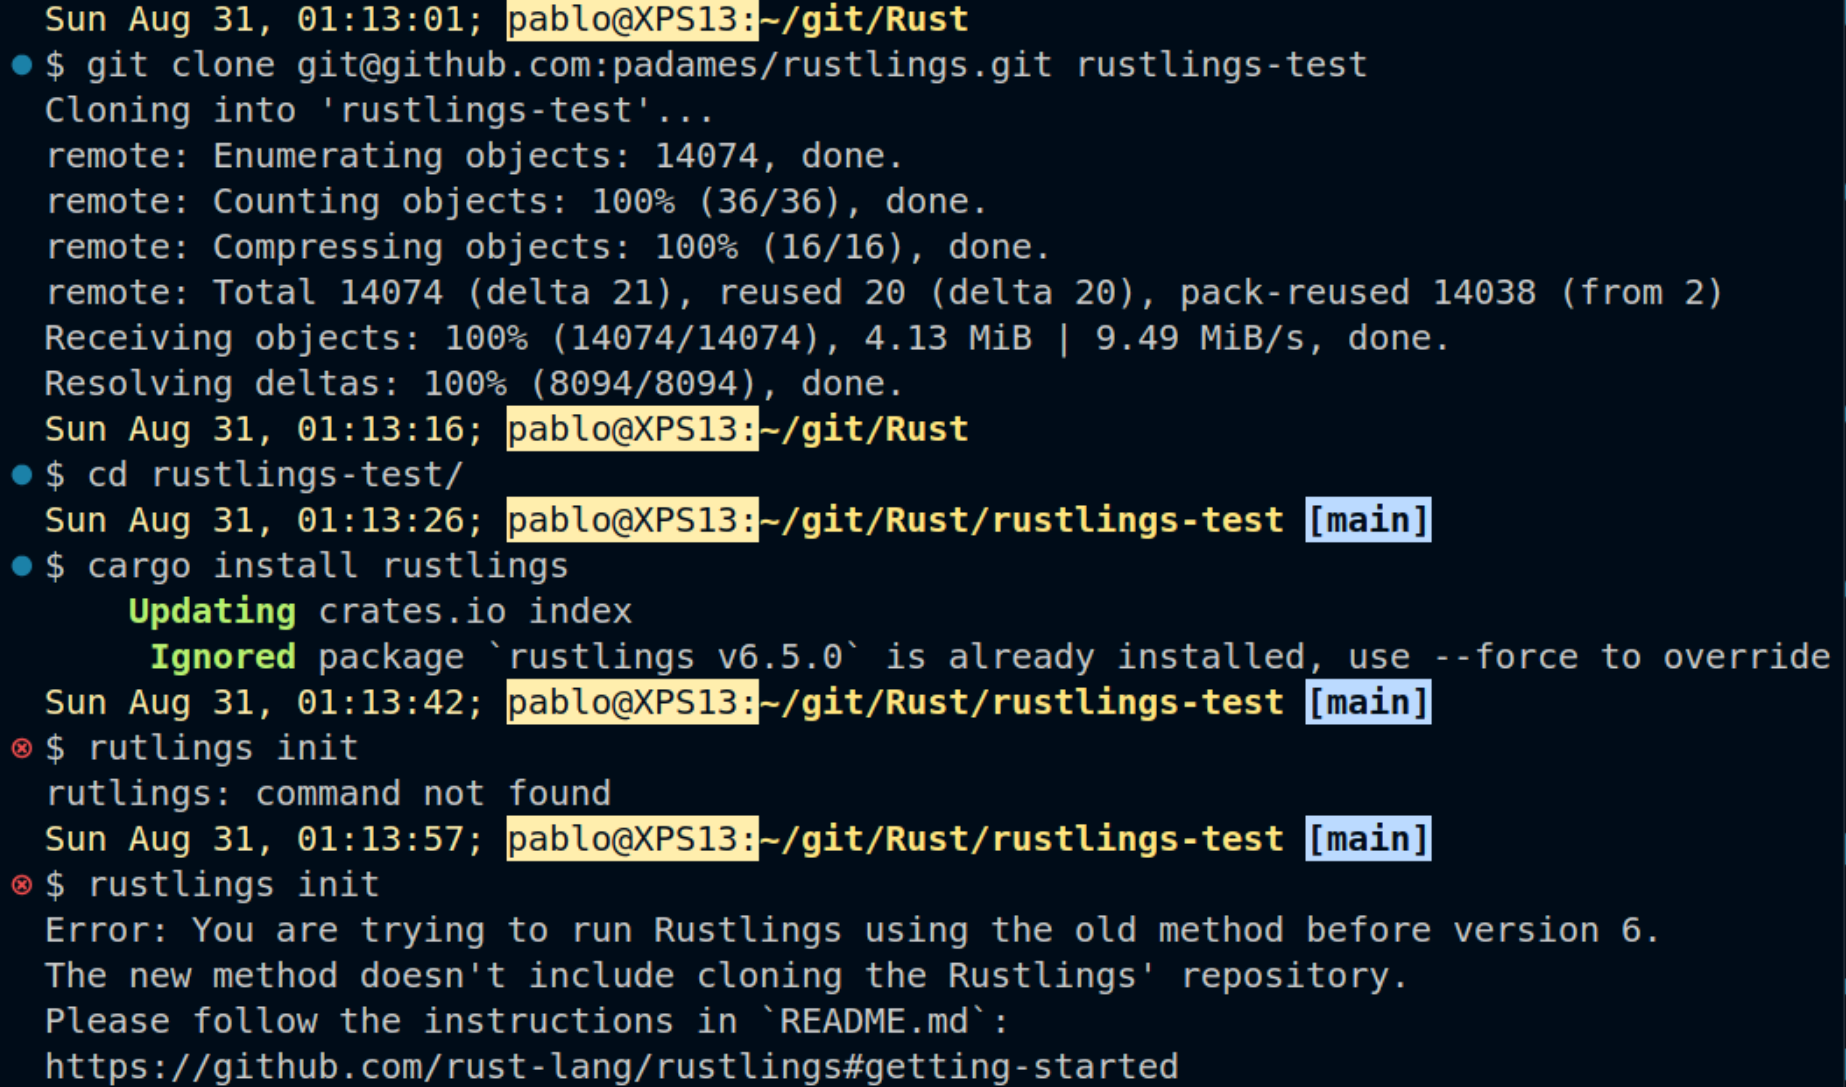 Sun Aug 31, 01:13:01; pablo@XPS13:~/git/Rust
$ git clone git@github.com:padames/rustlings.git rustlings-test
Cloning into 'rustlings-test'...
remote: Enumerating objects: 14074, done.
remote: Counting objects: 100% (36/36), done.
remote: Compressing objects: 100% (16/16), done.
remote: Total 14074 (delta 21), reused 20 (delta 20), pack-reused 14038 (from 2)
Receiving objects: 100% (14074/14074), 4.13 MiB | 9.49 MiB/s, done.
Resolving deltas: 100% (8094/8094), done.
Sun Aug 31, 01:13:16; pablo@XPS13:~/git/Rust
$ cd rustlings-test/
Sun Aug 31, 01:13:26; pablo@XPS13:~/git/Rust/rustlings-test [main]
$ cargo install rustlings
Updating crates.io index
Ignored package `rustlings v6.5.0` is already installed, use --force to override
Sun Aug 31, 01:13:42; pablo@XPS13:~/git/Rust/rustlings-test [main]
$ rutlings init
rutlings: command not found
Sun Aug 31, 01:13:57; pablo@XPS13:~/git/Rust/rustlings-test [main]
$ rustlings init
Error: You are trying to run Rustlings using the old method before version 6.
The new method doesn't include cloning the Rustlings' repository.
Please follow the instructions in `README.md`:
https://github.com/rust-lang/rustlings#getting-started